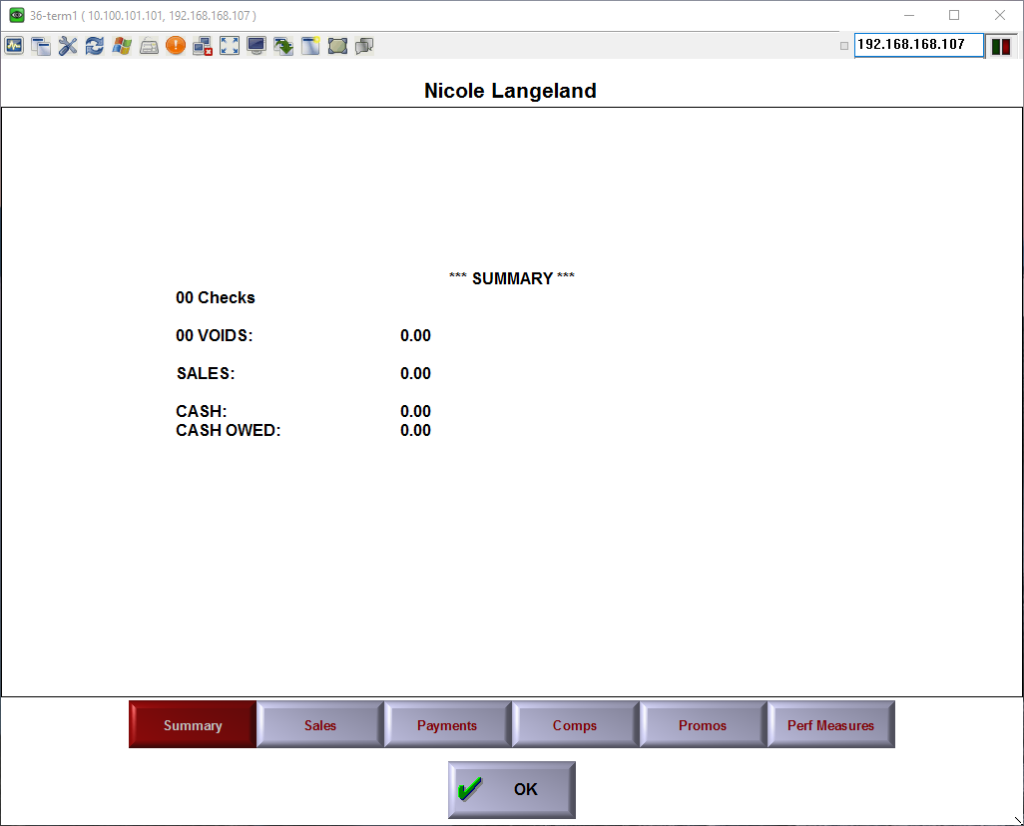 36-term1 ( 10.100.101.101, 192.168.168.107 )
192.168.168.107
Nicole Langeland
*** SUMMARY ***
00 Checks
00 VOIDS: 0.00
SALES: 0.00
CASH: 0.00
CASH OWED: 0.00
Summary Sales Payments Comps Promos Perf Measures
OK